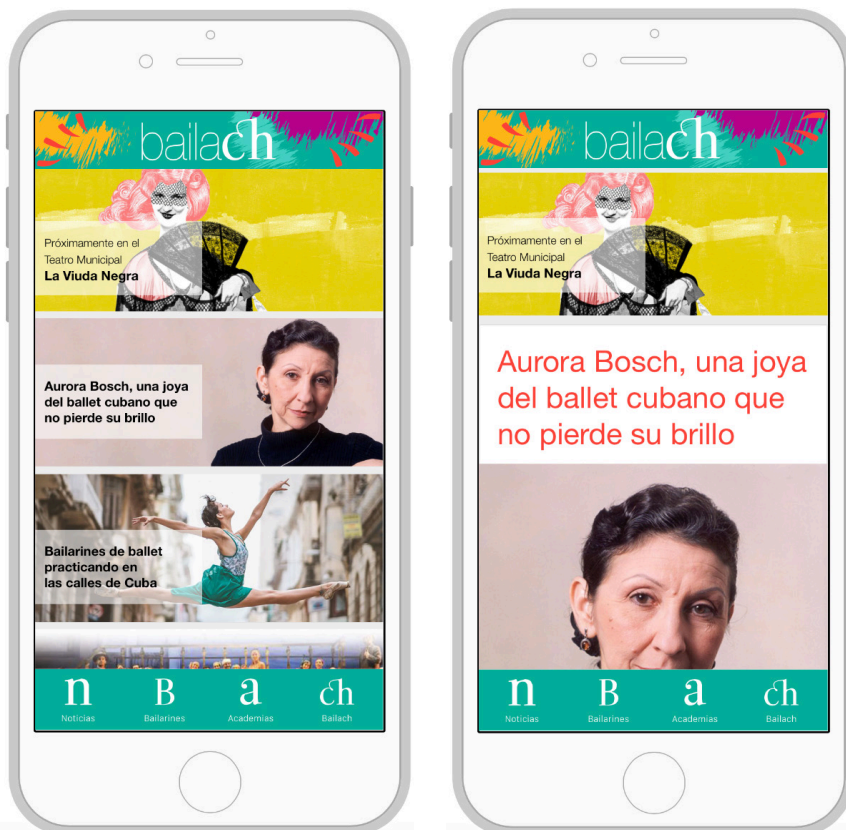 bailach
Próximamente en el
Teatro Municipal
La Viuda Negra
Aurora Bosch, una joya
del ballet cubano que
no pierde su brillo
Bailarines de ballet
practicando en
las calles de Cuba
n B a ch
Noticias Bailarines Academias Bailach
bailach
Próximamente en el
Teatro Municipal
La Viuda Negra
Aurora Bosch, una joya
del ballet cubano que
no pierde su brillo
n B a ch
Noticias Bailarines Academias Bailach